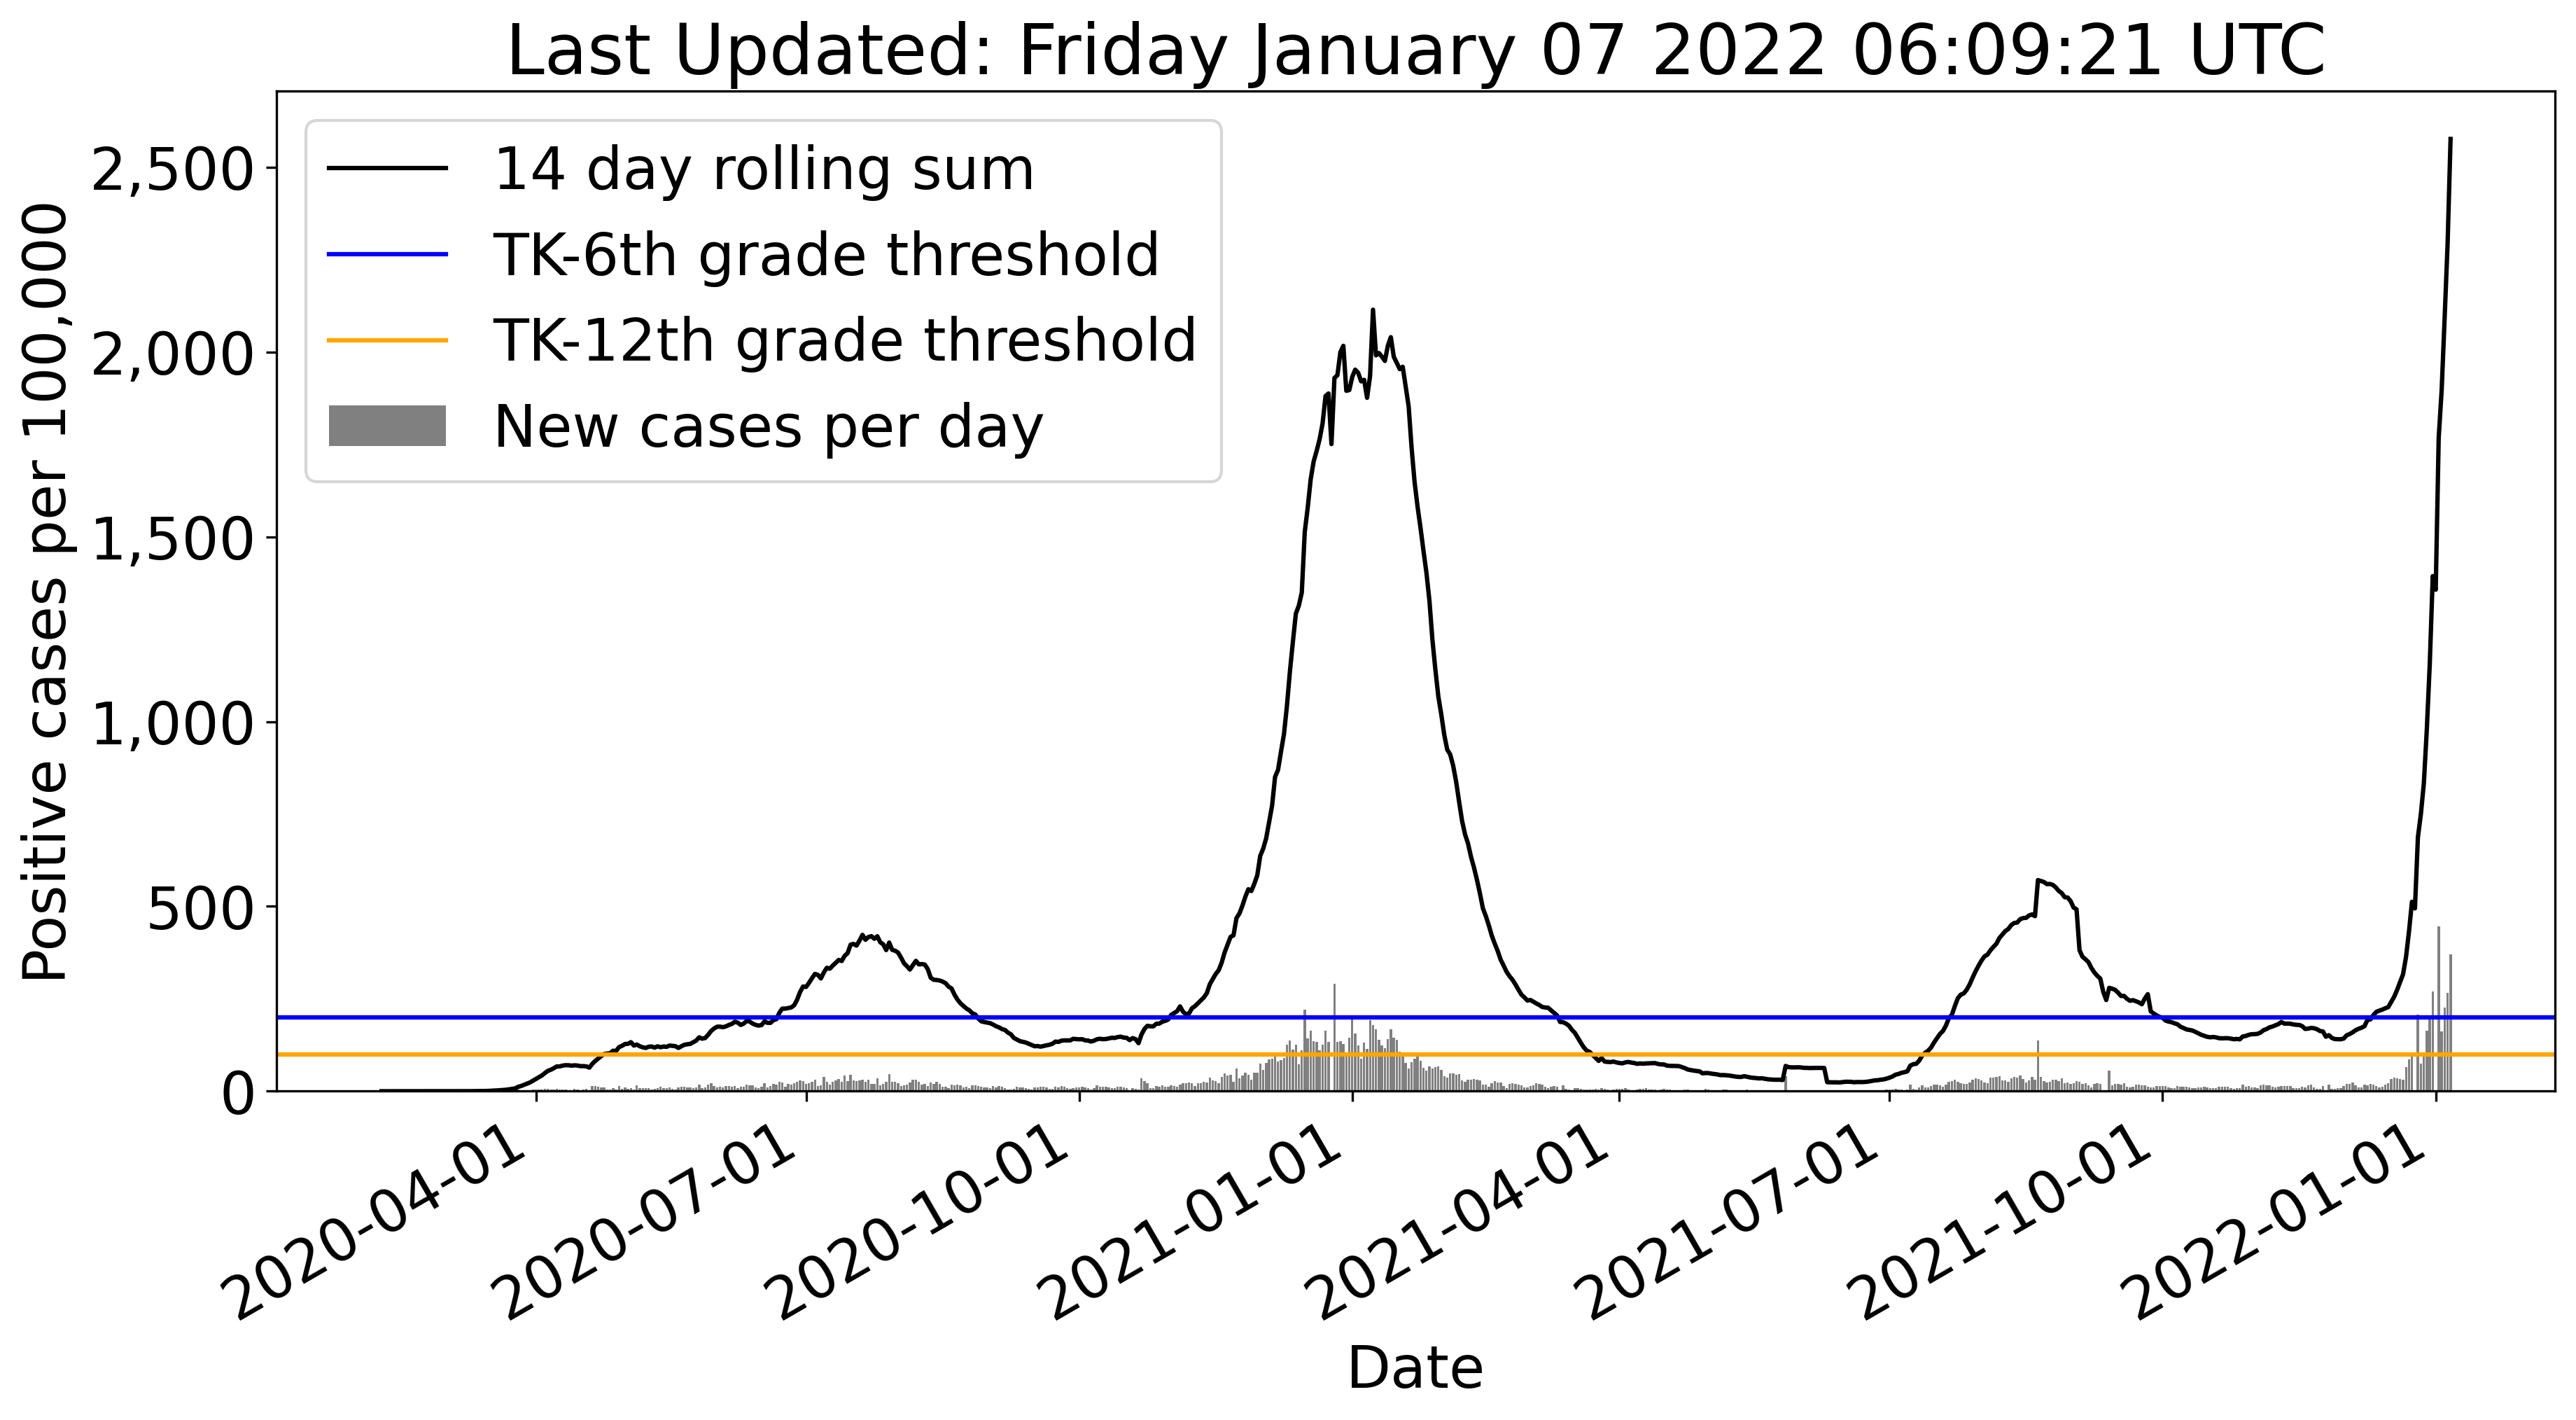 Last Updated: Friday January 07 2022 06:09:21 UTC
14 day rolling sum
TK-6th grade threshold
TK-12th grade threshold
New cases per day
Positive cases per 100,000
2,500
2,000
1,500
1,000
500
0
2020-04-01
2020-07-01
2020-10-01
2021-01-01
2021-04-01
2021-07-01
2021-10-01
2022-01-01
Date